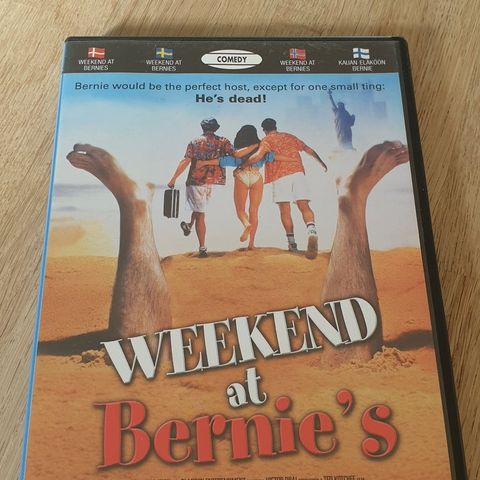 WEEKEND AT
BERNIES
WEEKEND AT
BERNIES
COMEDY
WEEKEND AT
BERNIES
KAUAN ELÄKÖÖN
BERNIE
Bernie would be the perfect host, except for one small ting:
He's dead!
WEEKEND
at
Bernie's